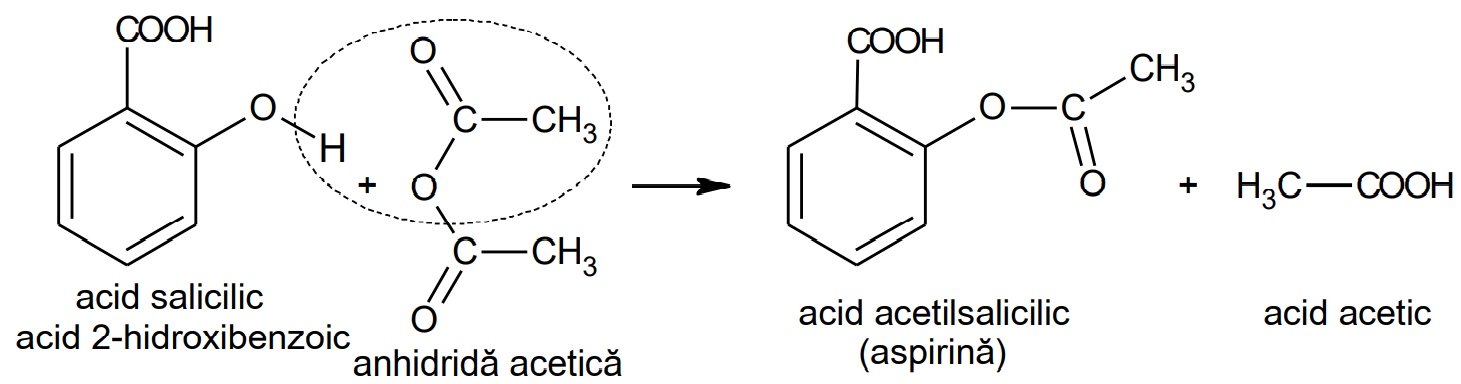 COOH
O
H
+
O
C
CH3
O
C
CH3
O
COOH
O
C
CH3
O
+
H3C
COOH
acid salicilic
acid 2-hidroxibenzoic
anhidridă acetică
acid acetilsalicilic
(aspirină)
acid acetic